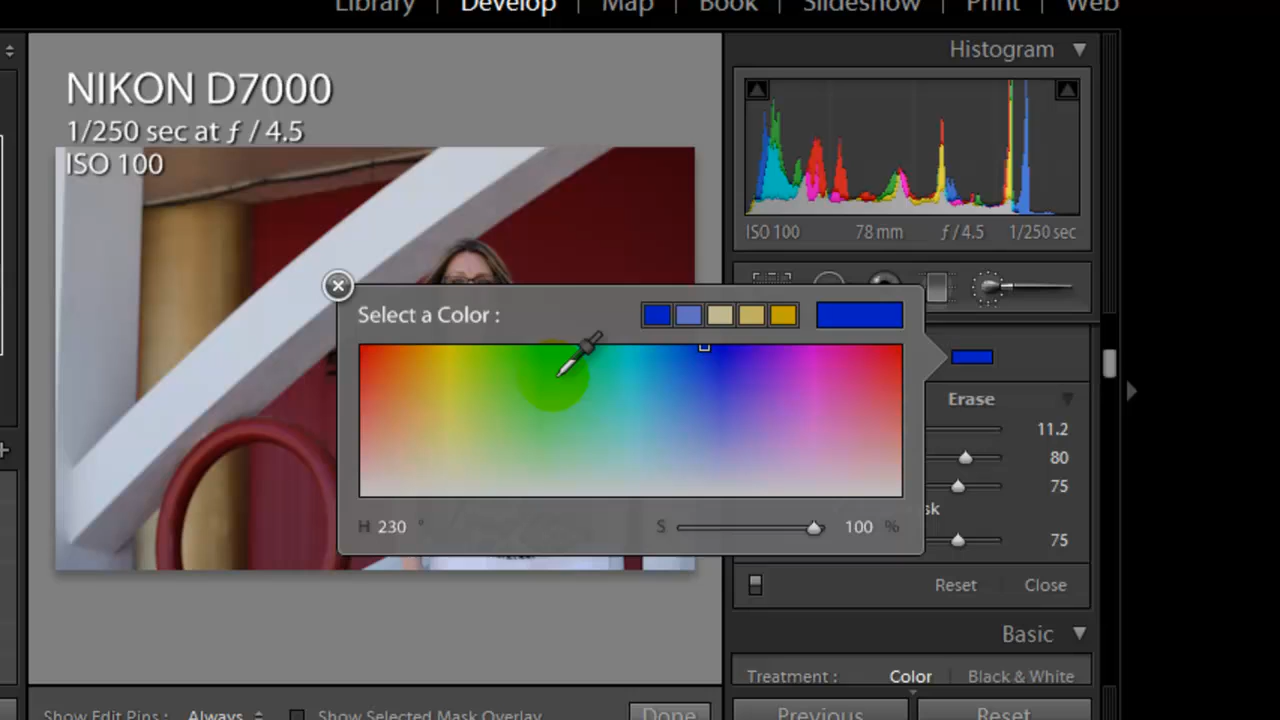 Library | Develop | Map | Book | Slideshow | Print | Web
Histogram
NIKON D7000
1/250 sec at ƒ / 4.5
ISO 100
ISO 100 78 mm ƒ / 4.5 1/250 sec
Select a Color :
Erase
11.2
80
75
sk
H 230 ° S 100 %
75
Reset Close
Basic
Treatment : Color Black & White
Show Edit Pins : Always Show Selected Mask Overlay Done
Previous Reset